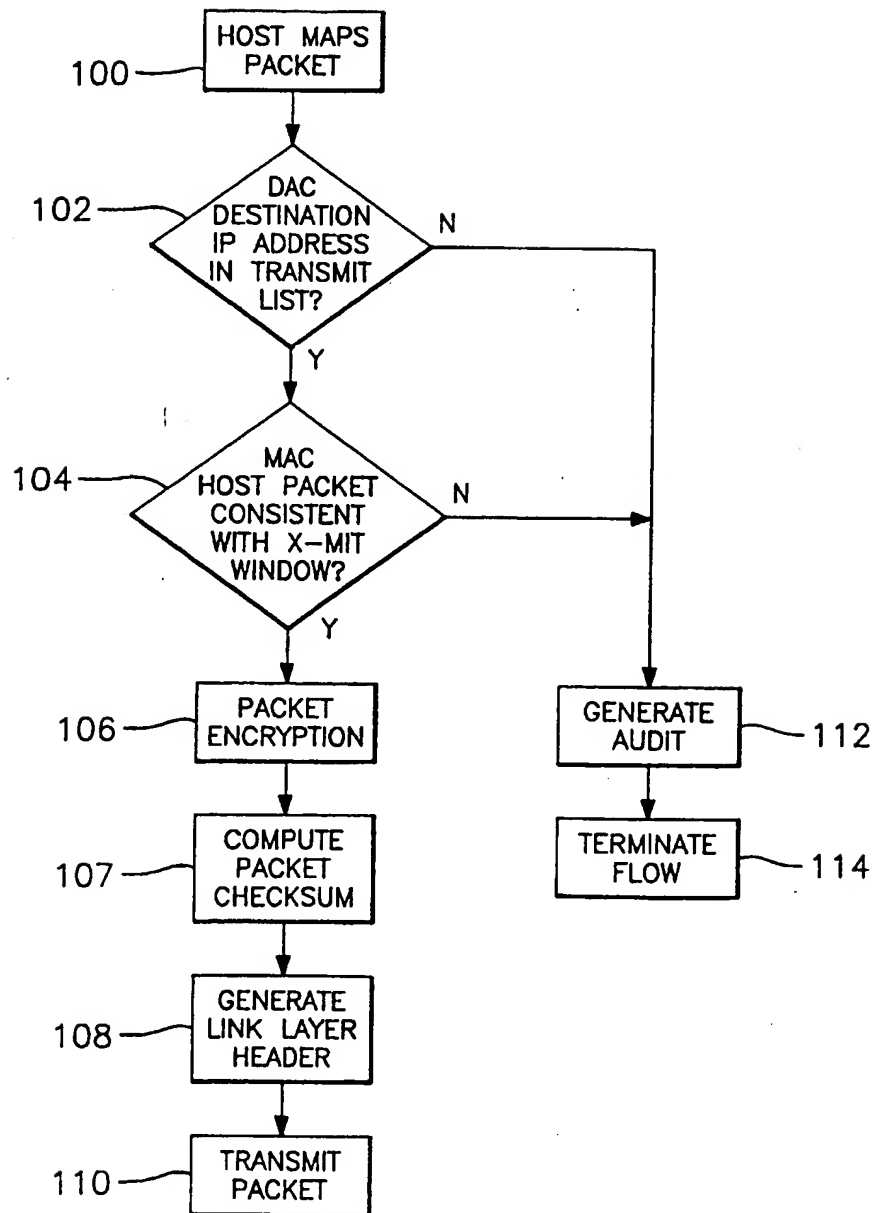 HOST MAPS
PACKET
100
DAC
DESTINATION
IP ADDRESS
IN TRANSMIT
LIST?
102
N
Y
MAC
HOST PACKET
CONSISTENT
WITH X-MIT
WINDOW?
104
N
Y
PACKET
ENCRYPTION
106
GENERATE
AUDIT
112
COMPUTE
PACKET
CHECKSUM
107
TERMINATE
FLOW
114
GENERATE
LINK LAYER
HEADER
108
TRANSMIT
PACKET
110